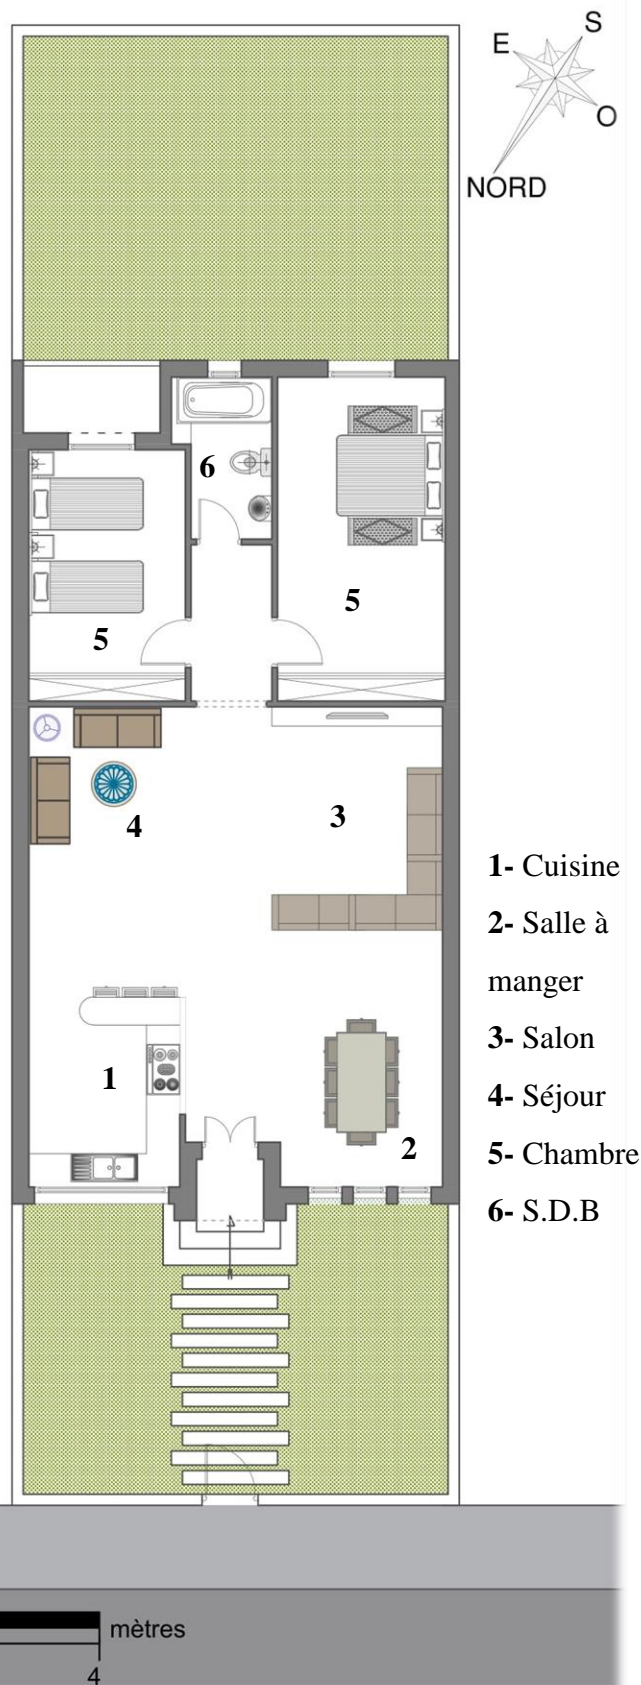 S
E
O
NORD
6
5
5
4
3
1
2
1- Cuisine
2- Salle à
manger
3- Salon
4- Séjour
5- Chambre
6- S.D.B
mètres
4